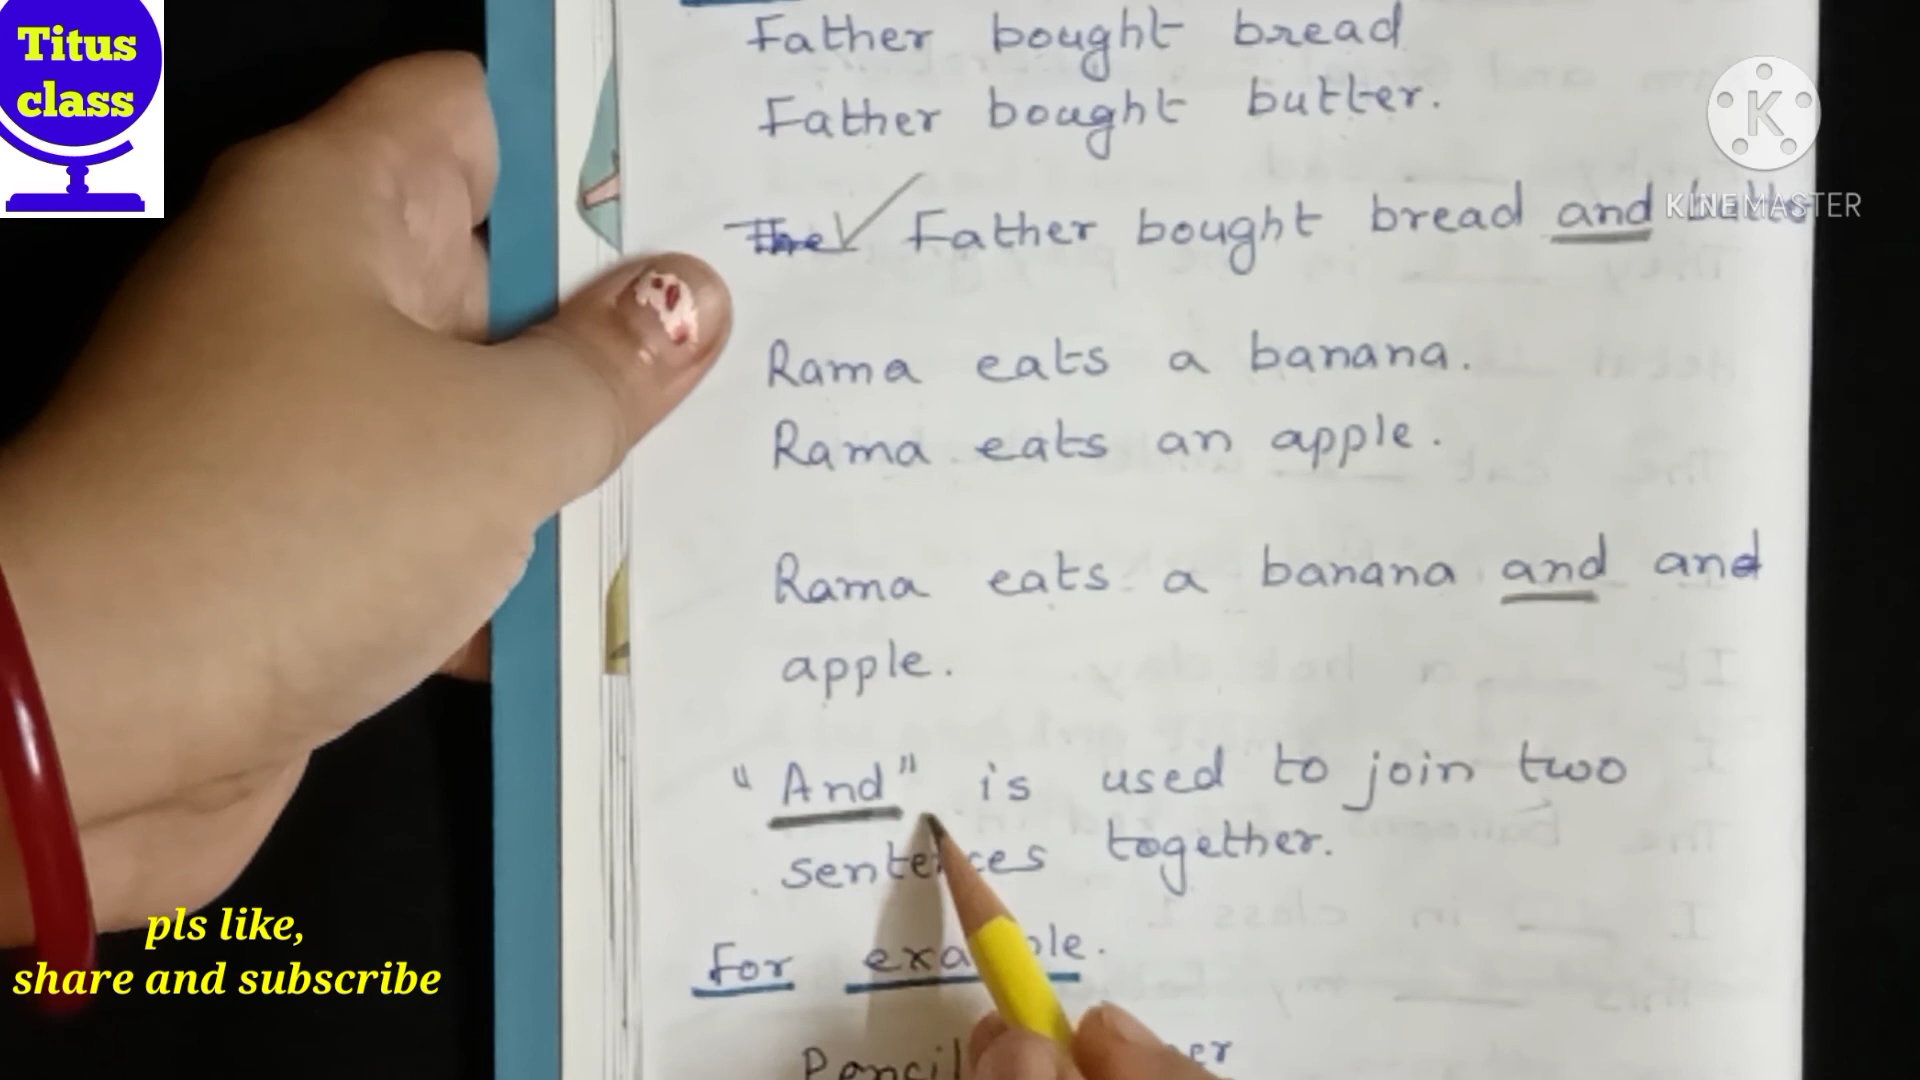 Titus
class
Father bought bread
Father bought butter.
Father bought bread and
KINEMASTER
K
Rama eats a banana.
Rama eats an apple.
Rama eats a banana and and
apple.
"And" is used to join two
sentences together.
For example.
Pencil
pls like,
share and subscribe